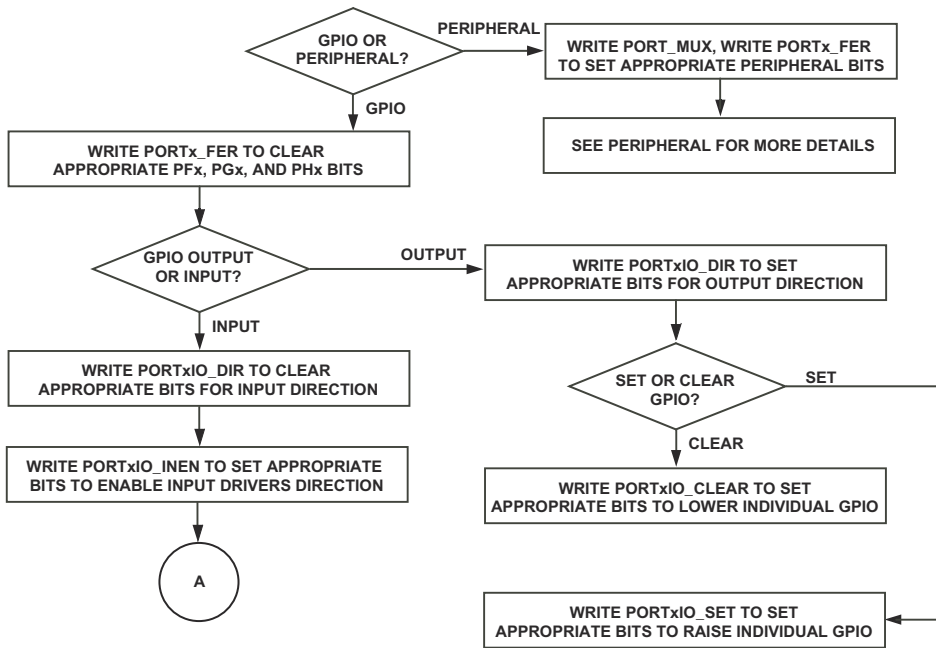 GPIO OR
PERIPHERAL?
PERIPHERAL
WRITE PORT_MUX, WRITE PORTx_FER
TO SET APPROPRIATE PERIPHERAL BITS
GPIO
SEE PERIPHERAL FOR MORE DETAILS
WRITE PORTx_FER TO CLEAR
APPROPRIATE PFx, PGx, AND PHx BITS
GPIO OUTPUT
OR INPUT?
OUTPUT
WRITE PORTxIO_DIR TO SET
APPROPRIATE BITS FOR OUTPUT DIRECTION
INPUT
WRITE PORTxIO_DIR TO CLEAR
APPROPRIATE BITS FOR INPUT DIRECTION
SET OR CLEAR
GPIO?
SET
CLEAR
WRITE PORTxIO_INEN TO SET APPROPRIATE
BITS TO ENABLE INPUT DRIVERS DIRECTION
WRITE PORTxIO_CLEAR TO SET
APPROPRIATE BITS TO LOWER INDIVIDUAL GPIO
A
WRITE PORTxIO_SET TO SET
APPROPRIATE BITS TO RAISE INDIVIDUAL GPIO